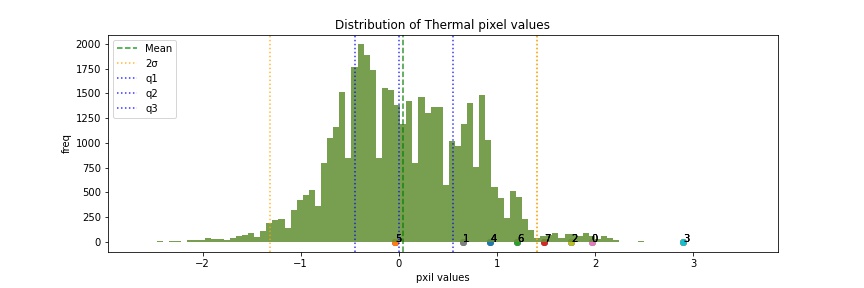 Distribution of Thermal pixel values
2000
1750
1500
1250
1000
750
500
250
0
freq
Mean
2σ
q1
q2
q3
5 1 4 6 7 2 0 3
−2 −1 0 1 2 3
pxil values